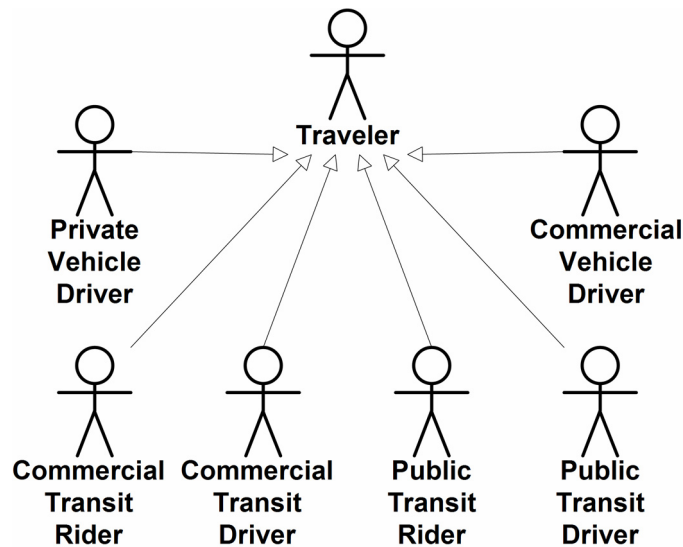 Traveler
Private
Vehicle
Driver
Commercial
Vehicle
Driver
Commercial
Transit
Rider
Commercial
Transit
Driver
Public
Transit
Rider
Public
Transit
Driver